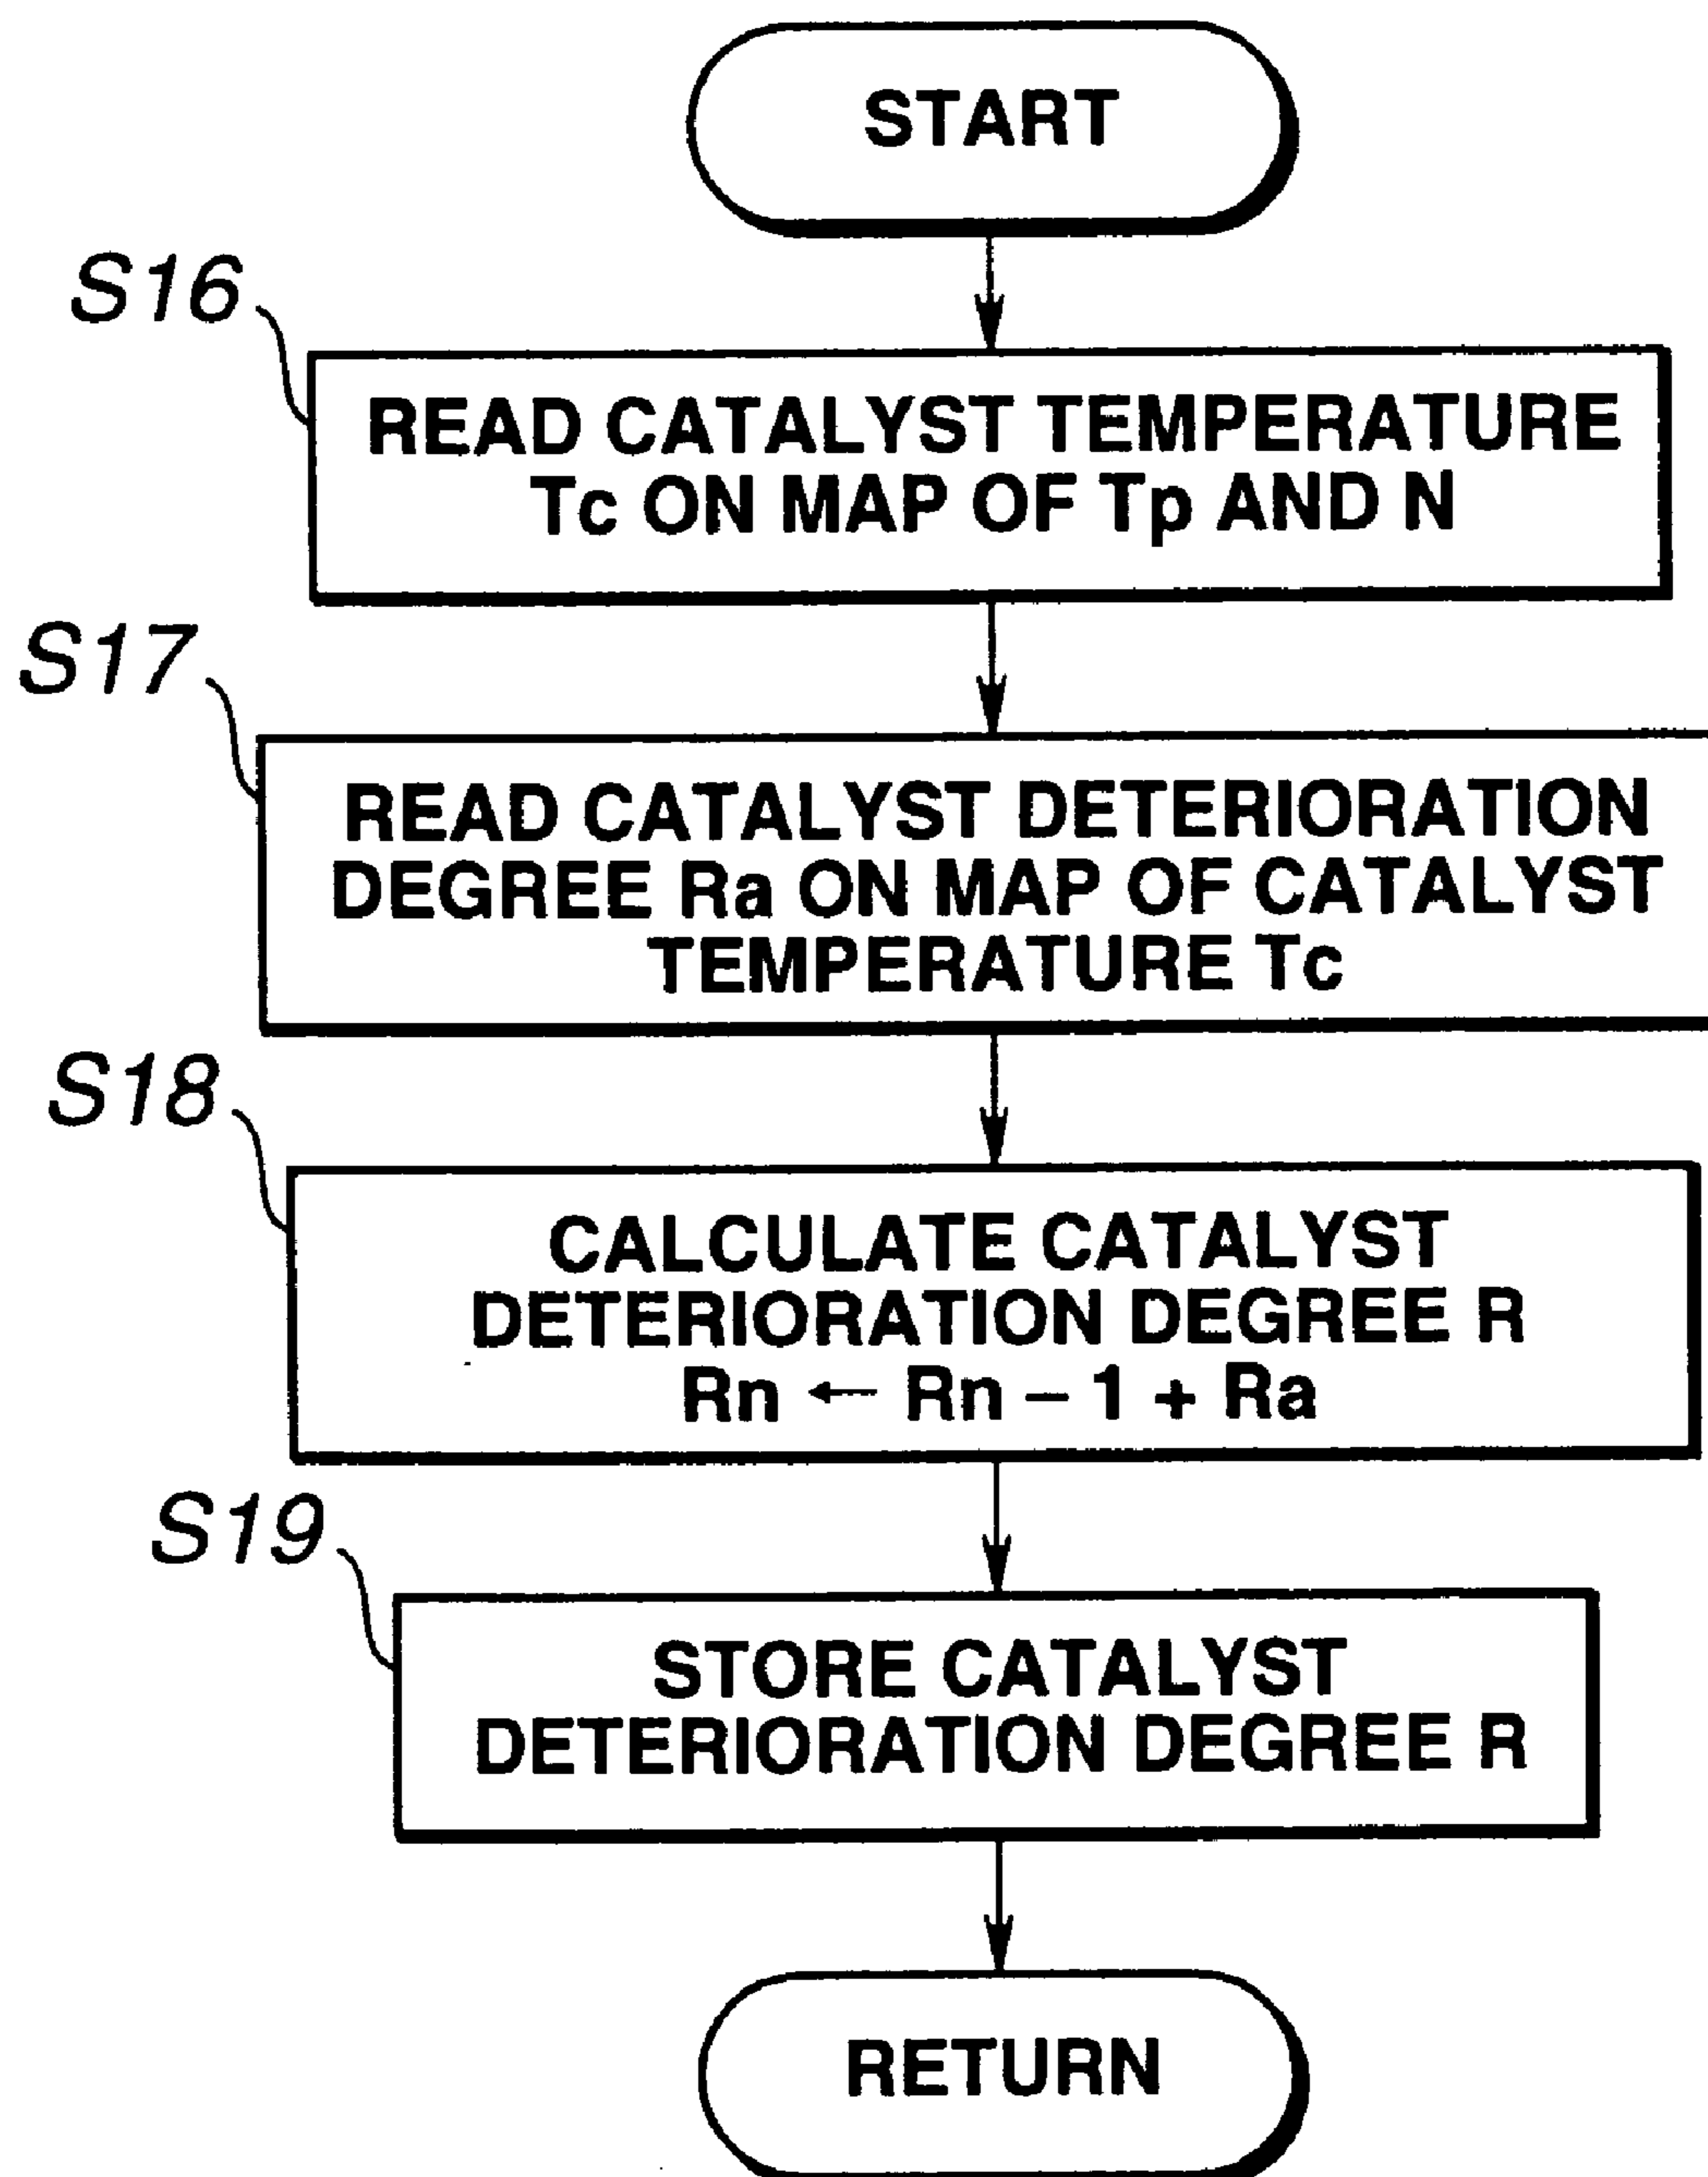 START
S16
READ CATALYST TEMPERATURE
Tc ON MAP OF Tp AND N
S17
READ CATALYST DETERIORATION
DEGREE Ra ON MAP OF CATALYST
TEMPERATURE Tc
S18
CALCULATE CATALYST
DETERIORATION DEGREE R
Rn ← Rn – 1 + Ra
S19
STORE CATALYST
DETERIORATION DEGREE R
RETURN